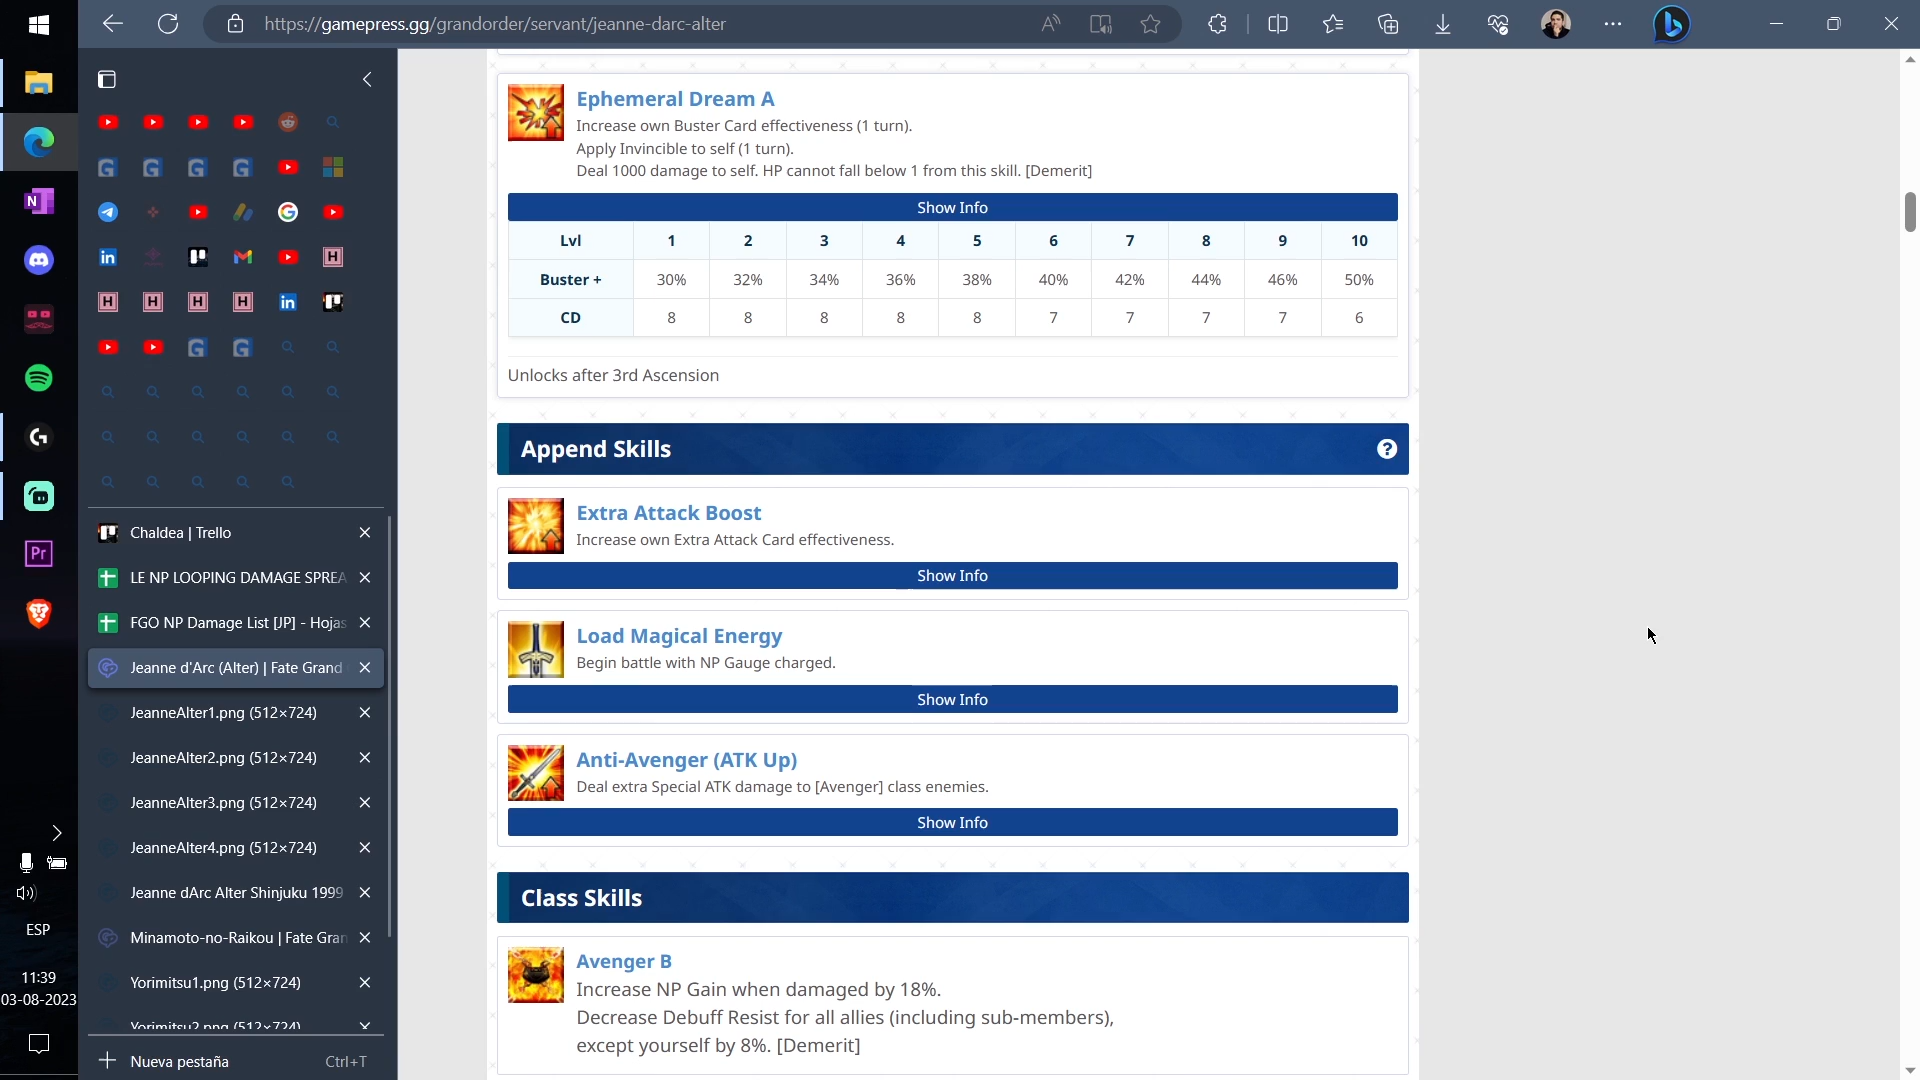 https://gamepress.gg/grandorder/servant/jeanne-darc-alter
Ephemeral Dream A
Increase own Buster Card effectiveness (1 turn).
Apply Invincible to self (1 turn).
Deal 1000 damage to self. HP cannot fall below 1 from this skill. [Demerit]
Show Info
Lvl 1 2 3 4 5 6 7 8 9 10
Buster + 30% 32% 34% 36% 38% 40% 42% 44% 46% 50%
CD 8 8 8 8 8 7 7 7 7 6
Unlocks after 3rd Ascension
Append Skills
Extra Attack Boost
Increase own Extra Attack Card effectiveness.
Show Info
Load Magical Energy
Begin battle with NP Gauge charged.
Show Info
Anti-Avenger (ATK Up)
Deal extra Special ATK damage to [Avenger] class enemies.
Show Info
Class Skills
Avenger B
Increase NP Gain when damaged by 18%.
Decrease Debuff Resist for all allies (including sub-members),
except yourself by 8%. [Demerit]
Chaldea | Trello
LE NP LOOPING DAMAGE SPREA
FGO NP Damage List [JP] - Hojas
Jeanne d'Arc (Alter) | Fate Grand
JeanneAlter1.png (512×724)
JeanneAlter2.png (512×724)
JeanneAlter3.png (512×724)
JeanneAlter4.png (512×724)
Jeanne dArc Alter Shinjuku 1999
Minamoto-no-Raikou | Fate Gran
Yorimitsu1.png (512×724)
Yorimitsu2.png (512×724)
Nueva pestaña Ctrl+T
ESP
11:39
03-08-2023